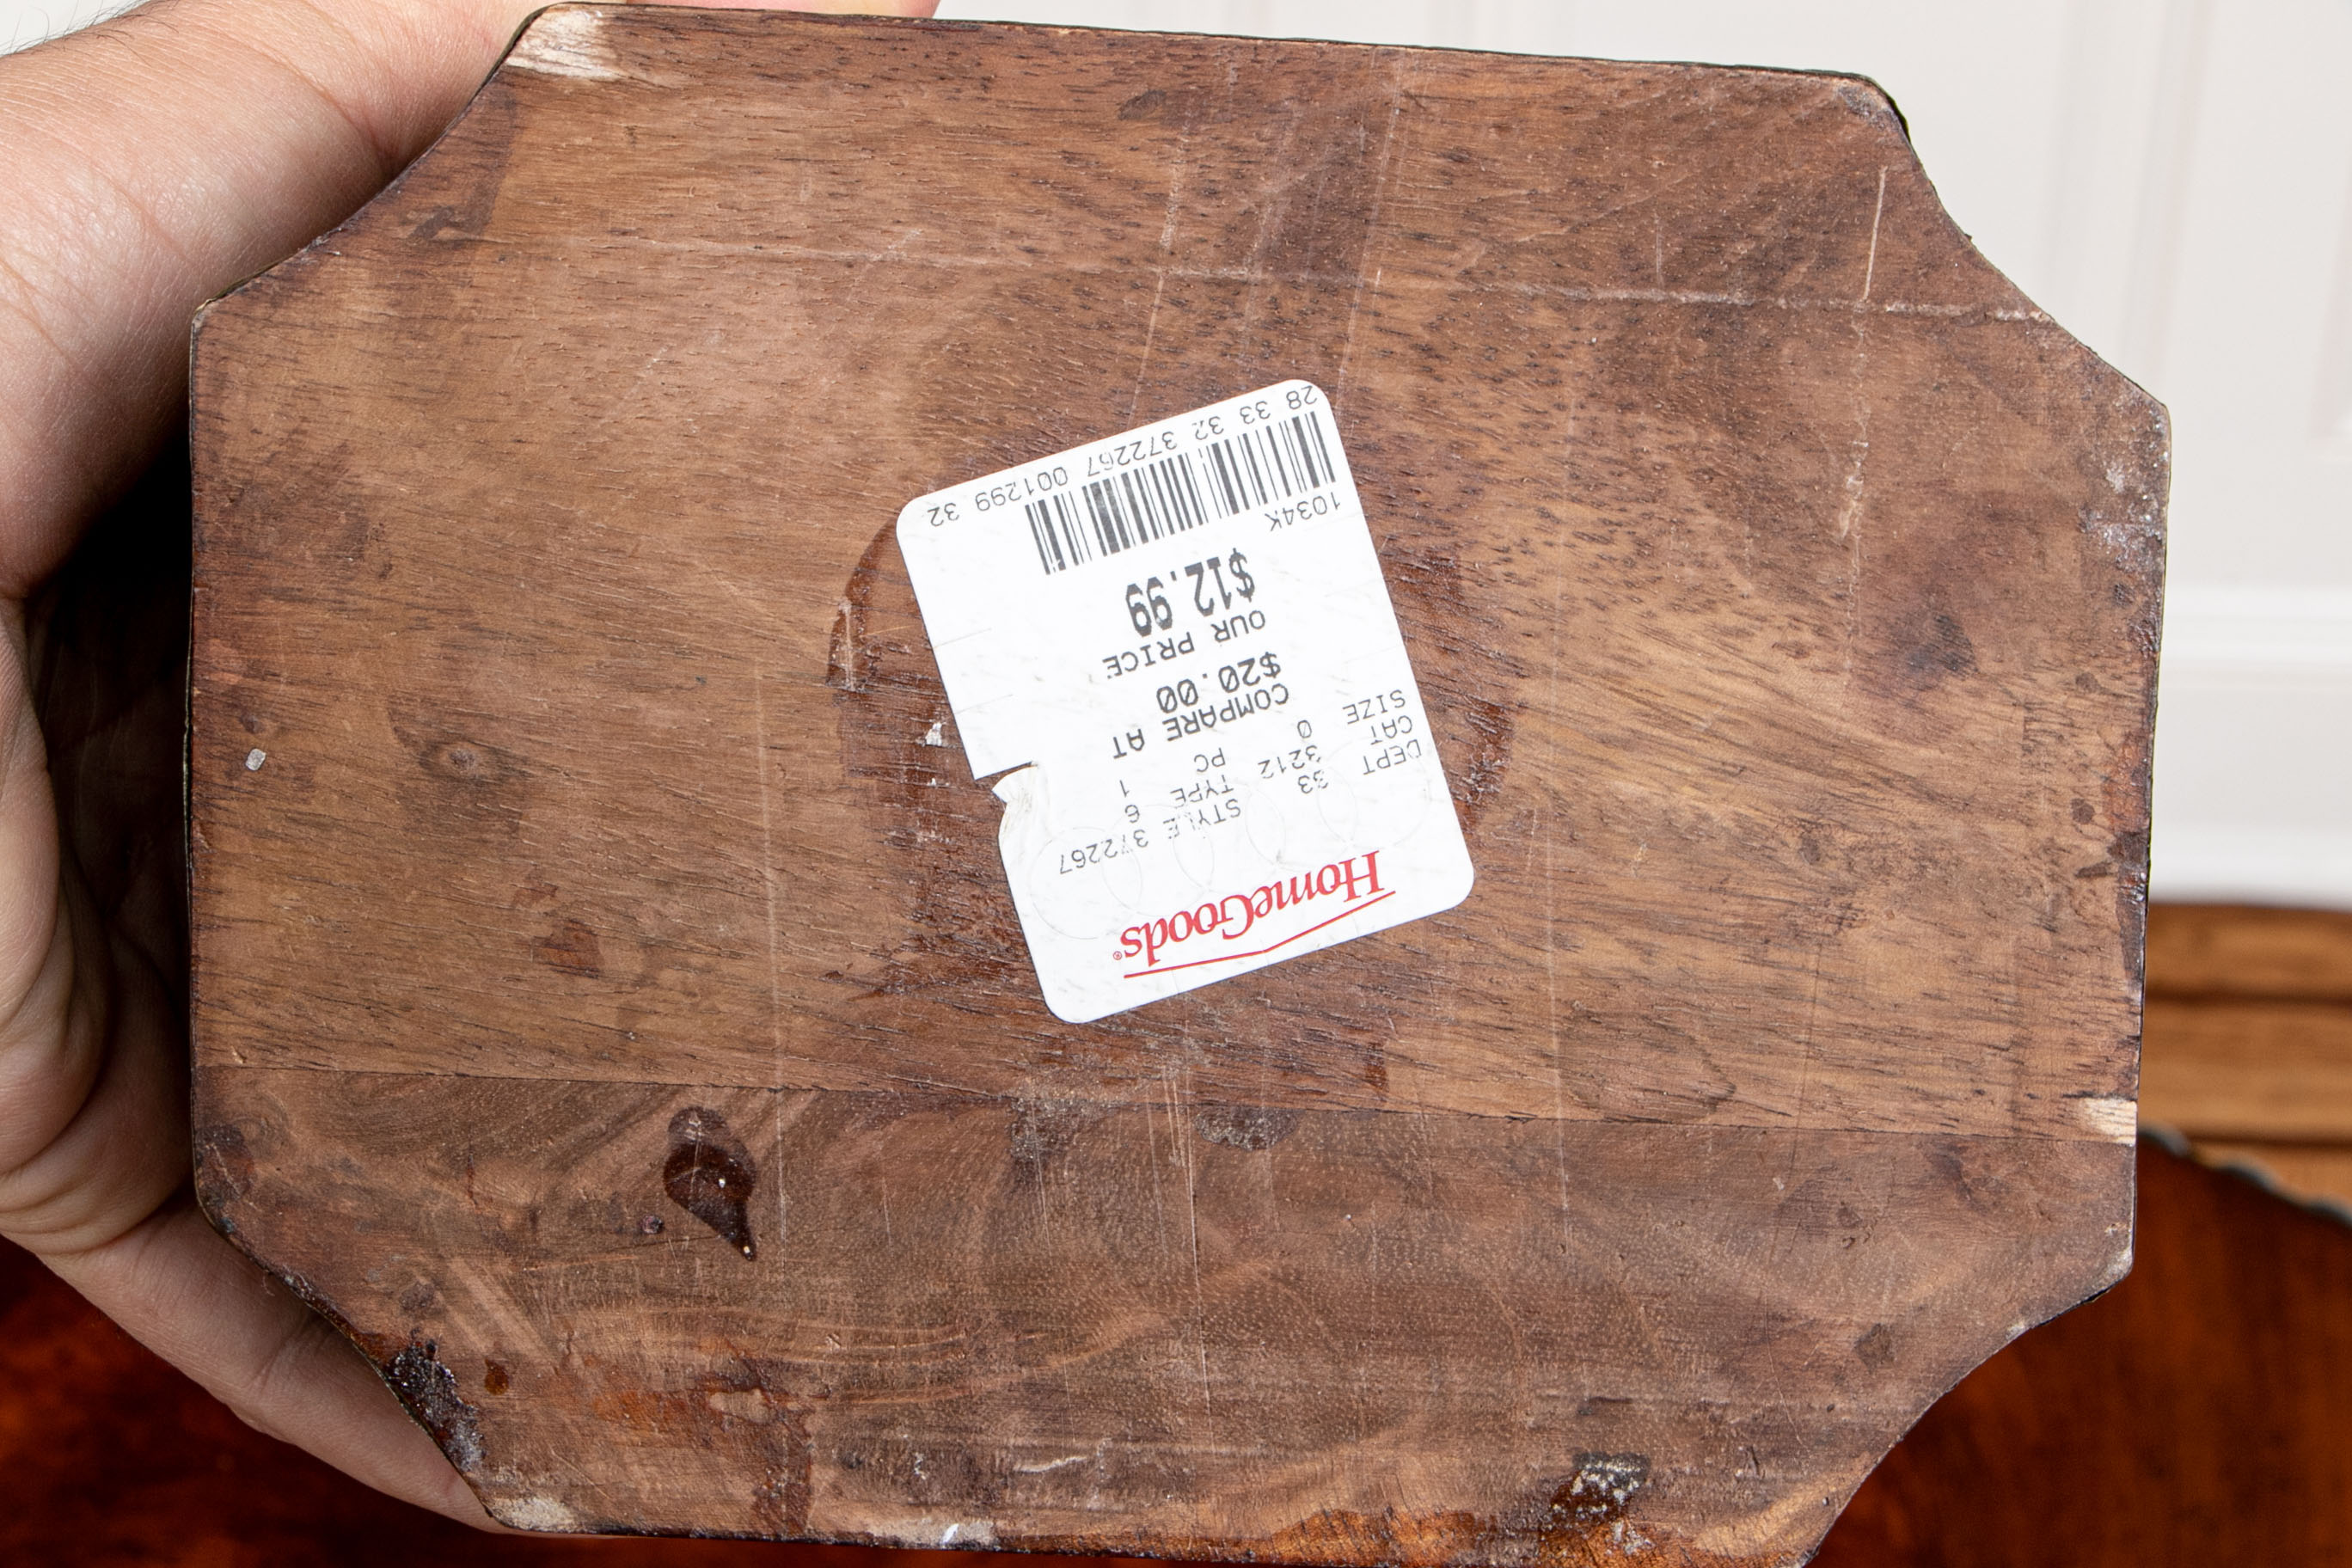 HomeGoods®
DEPT 33 STYLE 372267
CAT 3212 TYPE 6
SIZE 0 PC 1
COMPARE AT
$20.00
OUR PRICE
$12.99
1034K
28 33 32 372267 001299 32